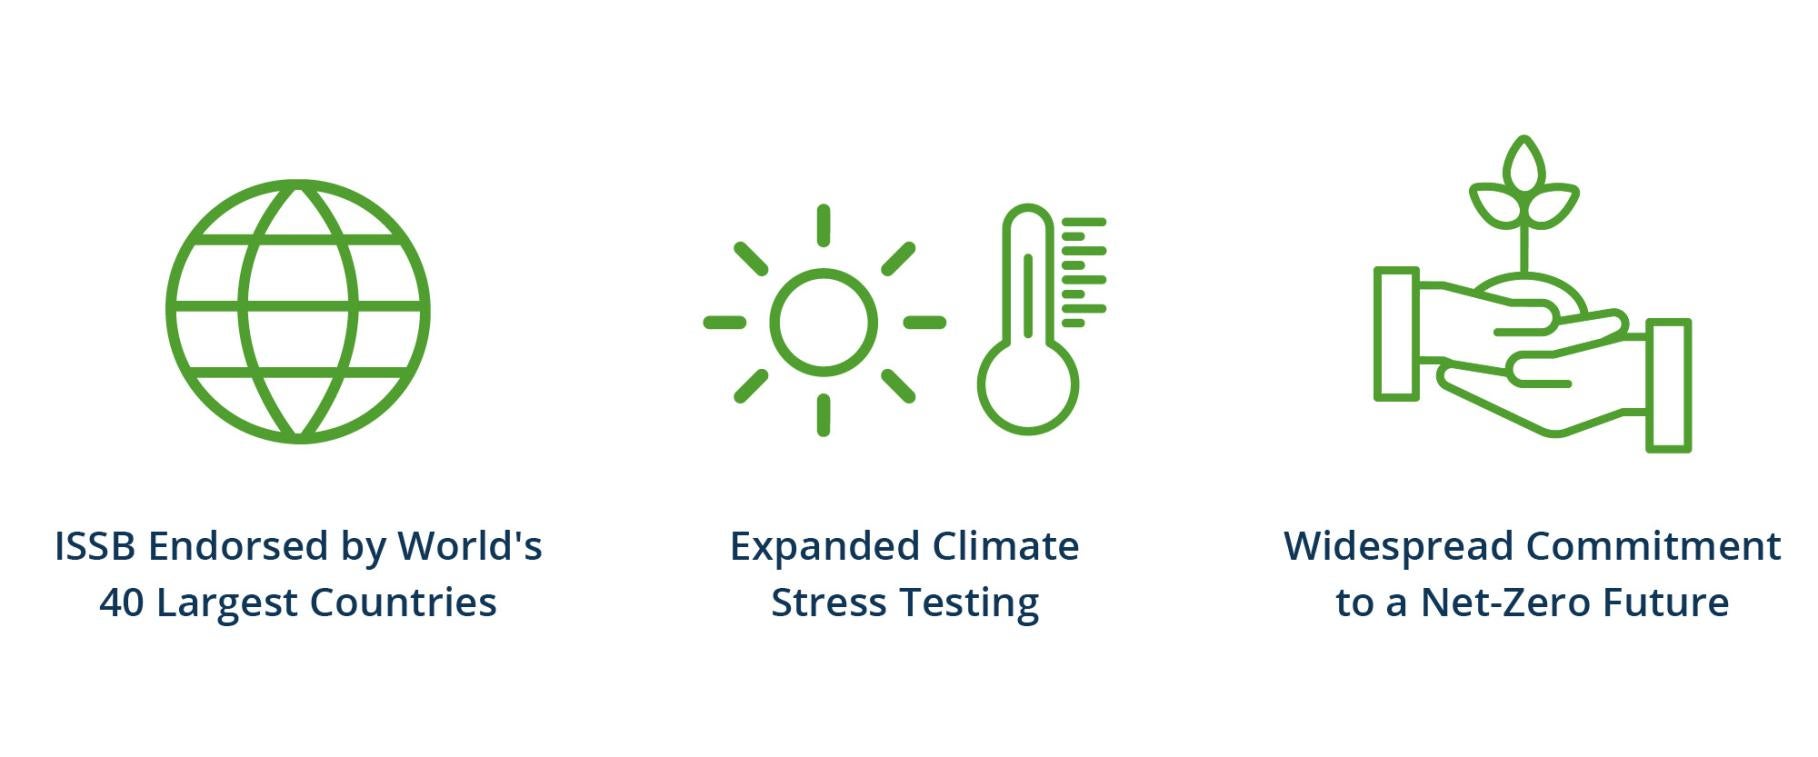 ISSB Endorsed by World's
40 Largest Countries
Expanded Climate
Stress Testing
Widespread Commitment
to a Net-Zero Future